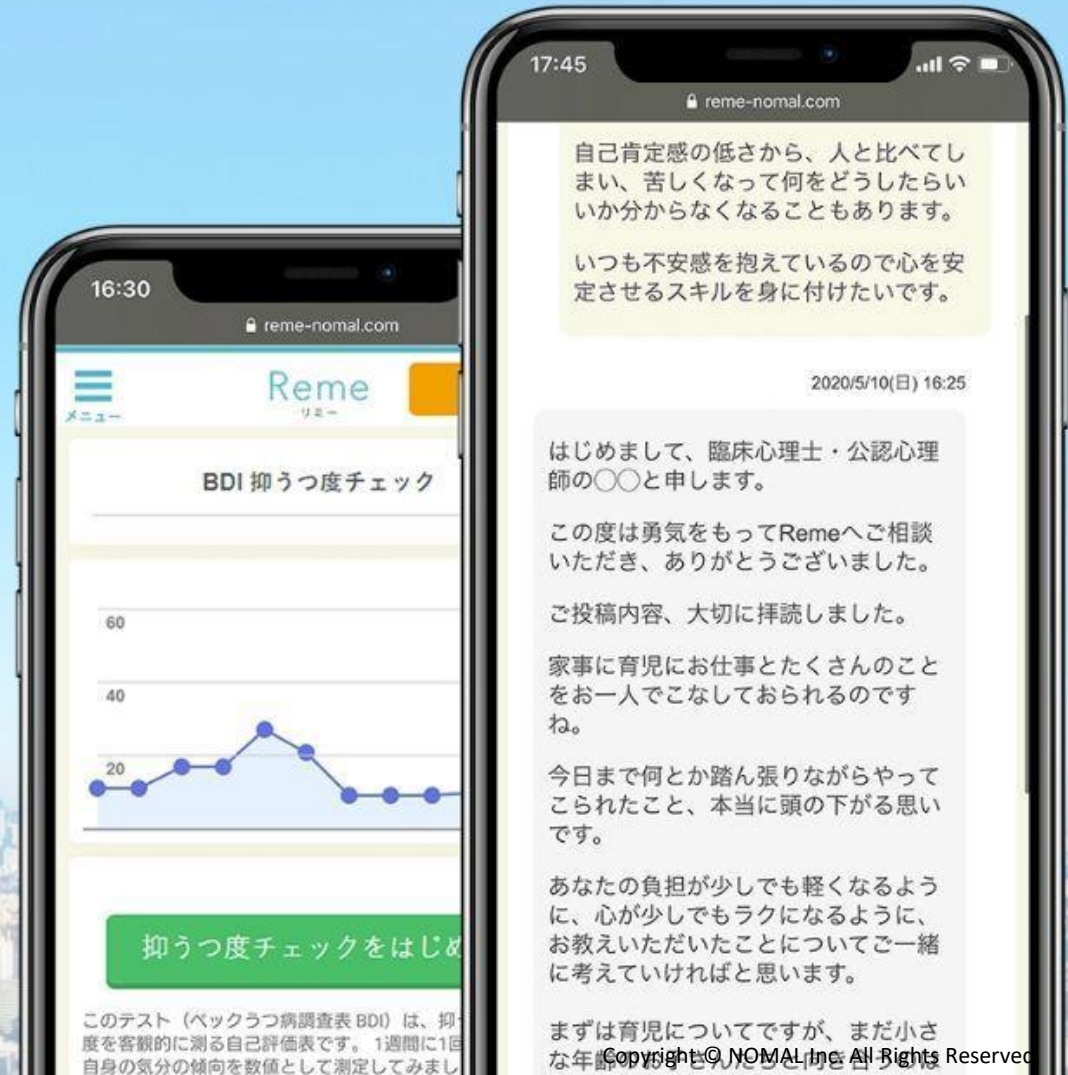 16:30
reme-nomal.com
メニュー
Reme
リミー
BDI 抑うつ度チェック
60
40
20
抑うつ度チェックをはじめ
このテスト（ベックうつ病調査表 BDI）は、抑
度を客観的に測る自己評価表です。 1週間に1回
自身の気分の傾向を数値として測定してみまし
17:45
reme-nomal.com
自己肯定感の低さから、人と比べてし
まい、苦しくなって何をどうしたらい
いか分からなくなることもあります。
いつも不安感を抱えているので心を安
定させるスキルを身に付けたいです。
2020/5/10(日) 16:25
はじめまして、臨床心理士・公認心理
師の○○と申します。
この度は勇気をもってRemeへご相談
いただき、ありがとうございました。
ご投稿内容、大切に拝読しました。
家事に育児にお仕事とたくさんのこと
をお一人でこなしておられるのです
ね。
今日まで何とか踏ん張りながらやって
こられたこと、本当に頭の下がる思い
です。
あなたの負担が少しでも軽くなるよう
に、心が少しでもラクになるように、
お教えいただいたことについてご一緒
に考えていければと思います。
まずは育児についてですが、まだ小さ
な年齢のお子さんたちと向き合うのは
Copyright © NOMAL Inc. All Rights Reserved